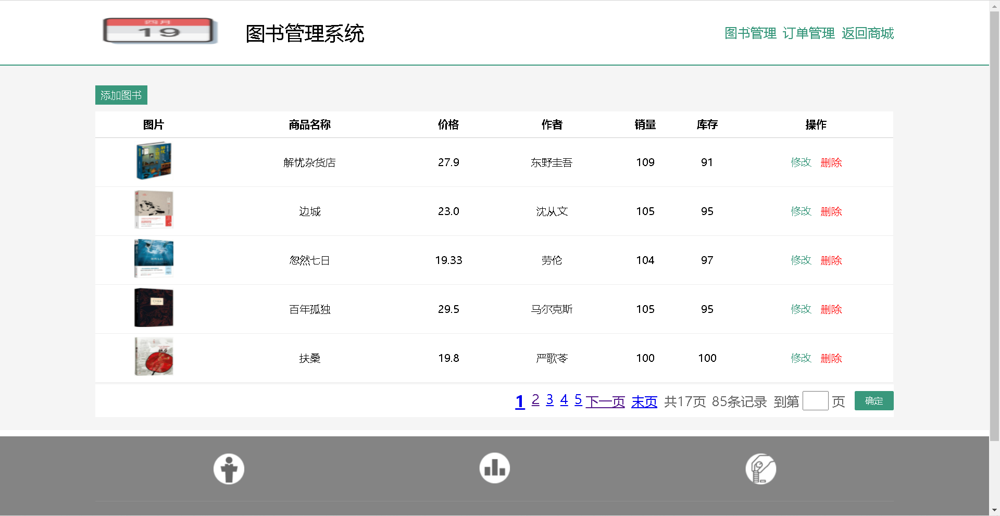 四月
19
图书管理系统
图书管理 订单管理 返回商城
添加图书
图片 商品名称 价格 作者 销量 库存 操作
解忧杂货店 27.9 东野圭吾 109 91 修改 删除
边城 23.0 沈从文 105 95 修改 删除
忽然七日 19.33 劳伦 104 97 修改 删除
百年孤独 29.5 马尔克斯 105 95 修改 删除
扶桑 19.8 严歌苓 100 100 修改 删除
1 2 3 4 5 下一页 末页 共17页 85条记录 到第 页 确定